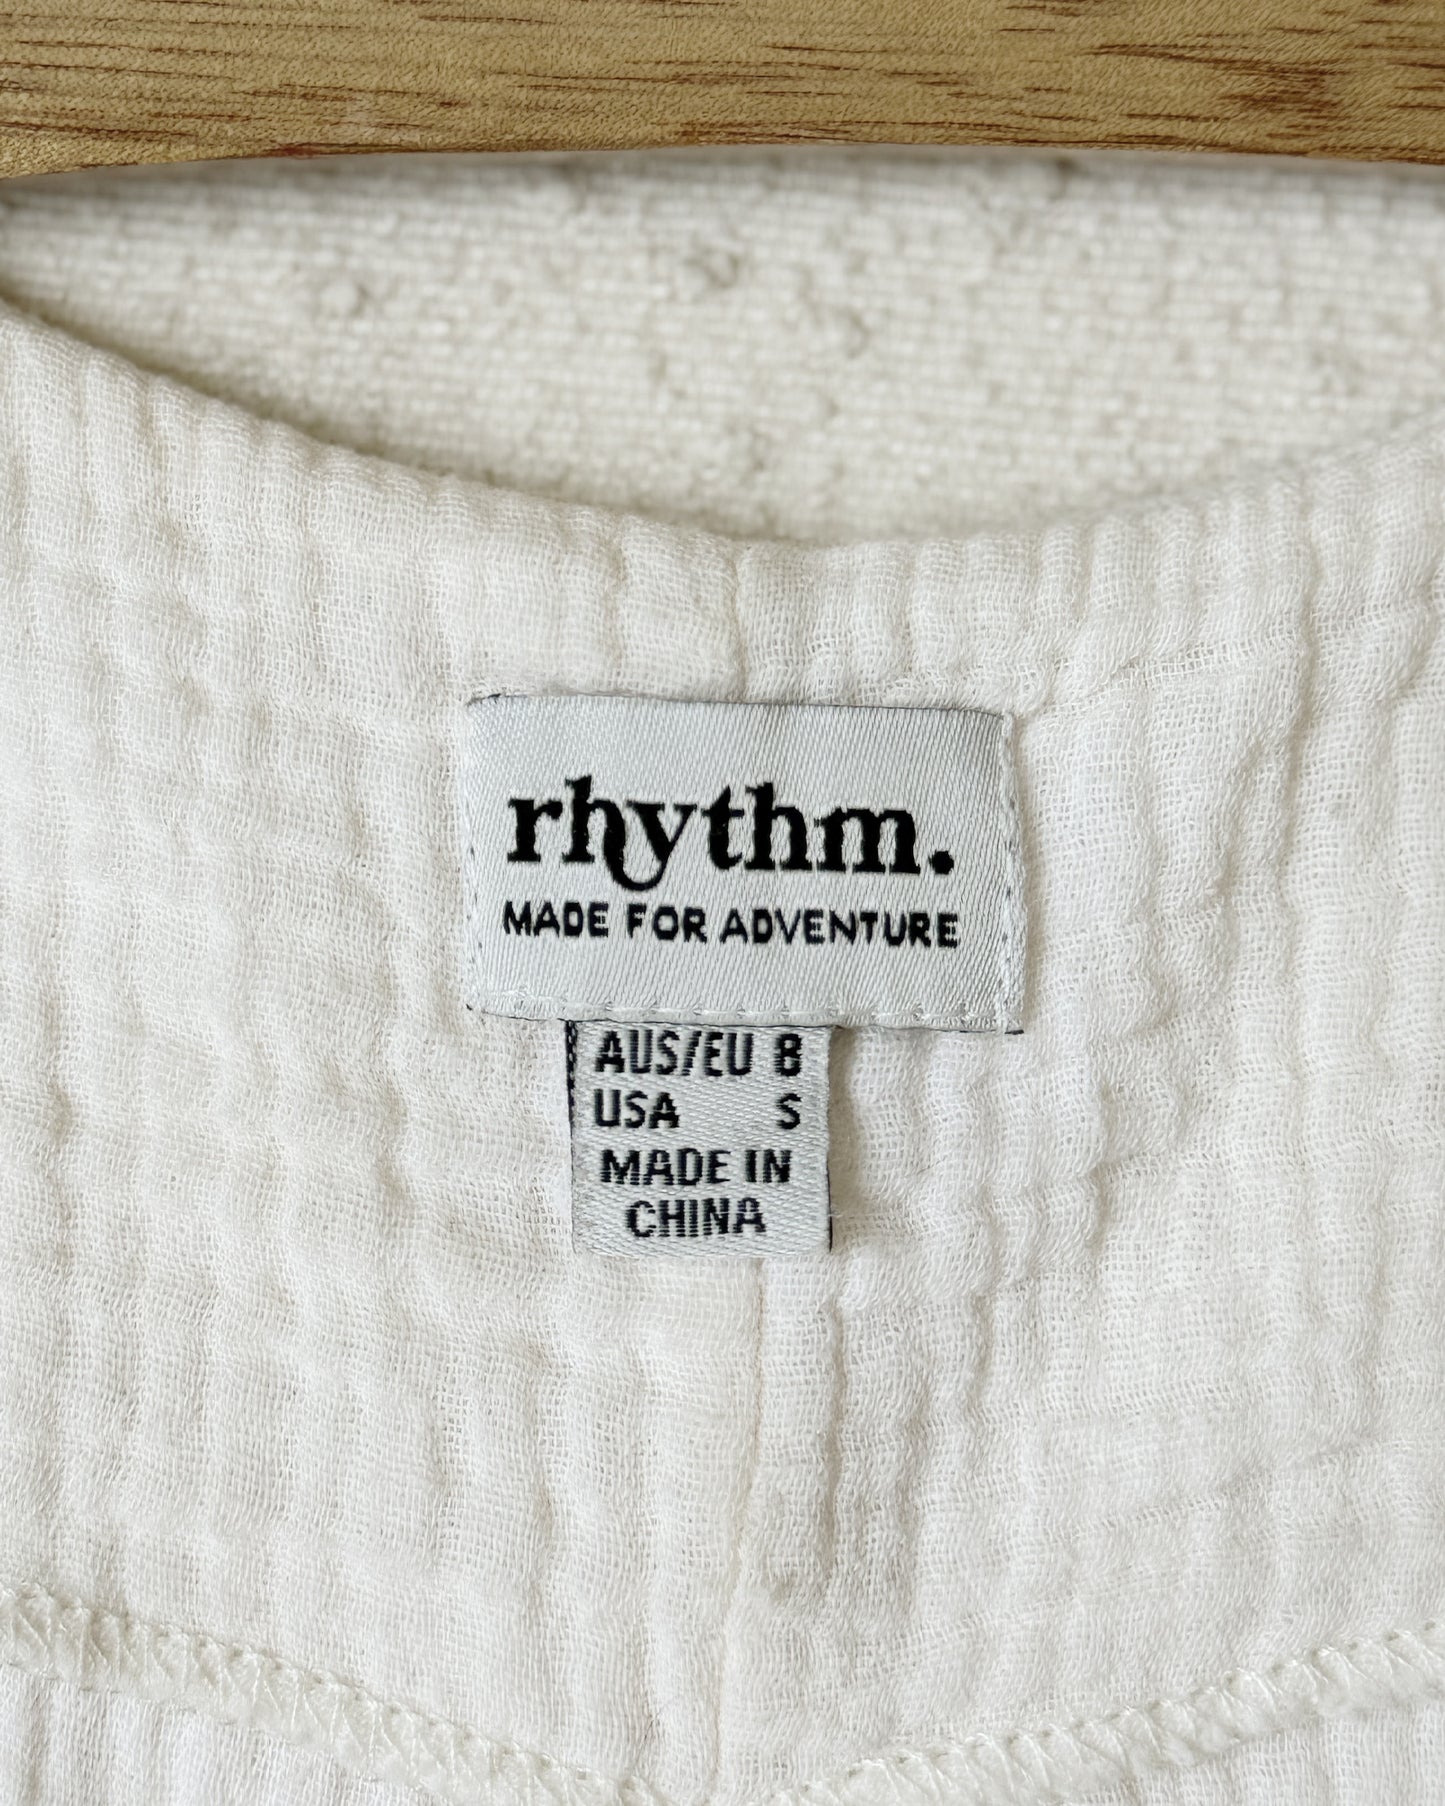 rhythm.
MADE FOR ADVENTURE
AUS/EU 8
USA S
MADE IN
CHINA